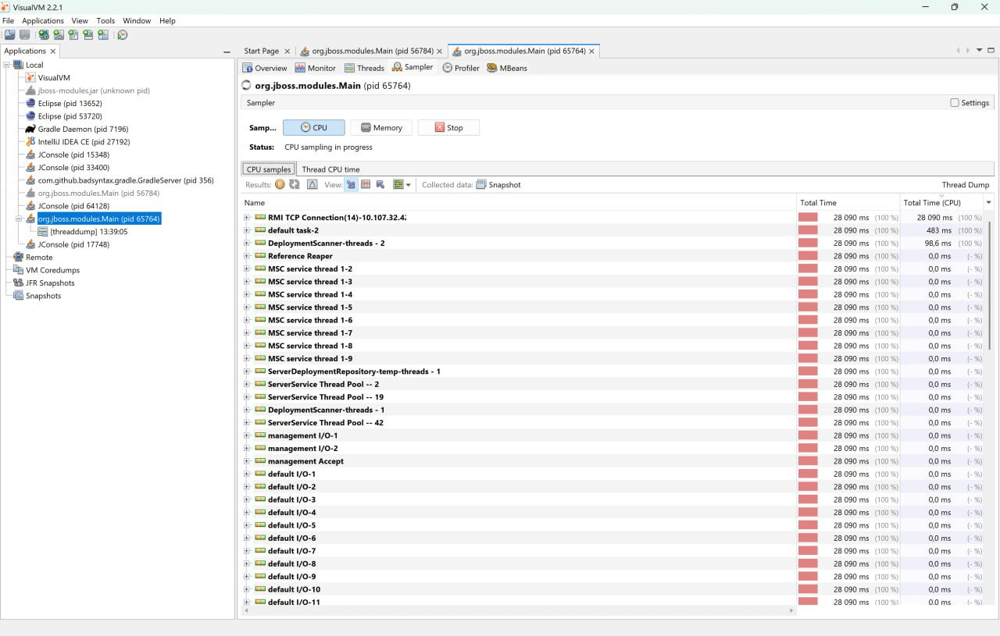 VisualVM 2.2.1
File Applications View Tools Window Help
Applications
Local
VisualVM
jboss-modules.jar (unknown pid)
Eclipse (pid 13652)
Eclipse (pid 53720)
Gradle Daemon (pid 7196)
IntelliJ IDEA CE (pid 27192)
JConsole (pid 15348)
JConsole (pid 33400)
com.github.badsyntax.gradle.GradleServer (pid 356)
org.jboss.modules.Main (pid 56784)
JConsole (pid 64128)
org.jboss.modules.Main (pid 65764)
[threaddump] 13:39:05
JConsole (pid 17748)
Remote
VM Coredumps
JFR Snapshots
Snapshots
Start Page org.jboss.modules.Main (pid 56784) org.jboss.modules.Main (pid 65764)
Overview Monitor Threads Sampler Profiler MBeans
org.jboss.modules.Main (pid 65764)
Sampler Settings
Samp... CPU Memory Stop
Status: CPU sampling in progress
CPU samples Thread CPU time
Results: View: Collected data: Snapshot Thread Dump
Name Total Time Total Time (CPU)
RMI TCP Connection(14)-10.107.32.42 28 090 ms (100 %) 28 090 ms (100 %)
default task-2 28 090 ms (100 %) 483 ms (100 %)
DeploymentScanner-threads - 2 28 090 ms (100 %) 98,6 ms (100 %)
Reference Reaper 28 090 ms (100 %) 0,0 ms (- %)
MSC service thread 1-2 28 090 ms (100 %) 0,0 ms (- %)
MSC service thread 1-3 28 090 ms (100 %) 0,0 ms (- %)
MSC service thread 1-4 28 090 ms (100 %) 0,0 ms (- %)
MSC service thread 1-5 28 090 ms (100 %) 0,0 ms (- %)
MSC service thread 1-6 28 090 ms (100 %) 0,0 ms (- %)
MSC service thread 1-7 28 090 ms (100 %) 0,0 ms (- %)
MSC service thread 1-8 28 090 ms (100 %) 0,0 ms (- %)
MSC service thread 1-9 28 090 ms (100 %) 0,0 ms (- %)
ServerDeploymentRepository-temp-threads - 1 28 090 ms (100 %) 0,0 ms (- %)
ServerService Thread Pool -- 2 28 090 ms (100 %) 0,0 ms (- %)
ServerService Thread Pool -- 19 28 090 ms (100 %) 0,0 ms (- %)
DeploymentScanner-threads - 1 28 090 ms (100 %) 0,0 ms (- %)
ServerService Thread Pool -- 42 28 090 ms (100 %) 0,0 ms (- %)
management I/O-1 28 090 ms (100 %) 0,0 ms (- %)
management I/O-2 28 090 ms (100 %) 0,0 ms (- %)
management Accept 28 090 ms (100 %) 0,0 ms (- %)
default I/O-1 28 090 ms (100 %) 0,0 ms (- %)
default I/O-2 28 090 ms (100 %) 0,0 ms (- %)
default I/O-3 28 090 ms (100 %) 0,0 ms (- %)
default I/O-4 28 090 ms (100 %) 0,0 ms (- %)
default I/O-5 28 090 ms (100 %) 0,0 ms (- %)
default I/O-6 28 090 ms (100 %) 0,0 ms (- %)
default I/O-7 28 090 ms (100 %) 0,0 ms (- %)
default I/O-8 28 090 ms (100 %) 0,0 ms (- %)
default I/O-9 28 090 ms (100 %) 0,0 ms (- %)
default I/O-10 28 090 ms (100 %) 0,0 ms (- %)
default I/O-11 28 090 ms (100 %) 0,0 ms (- %)